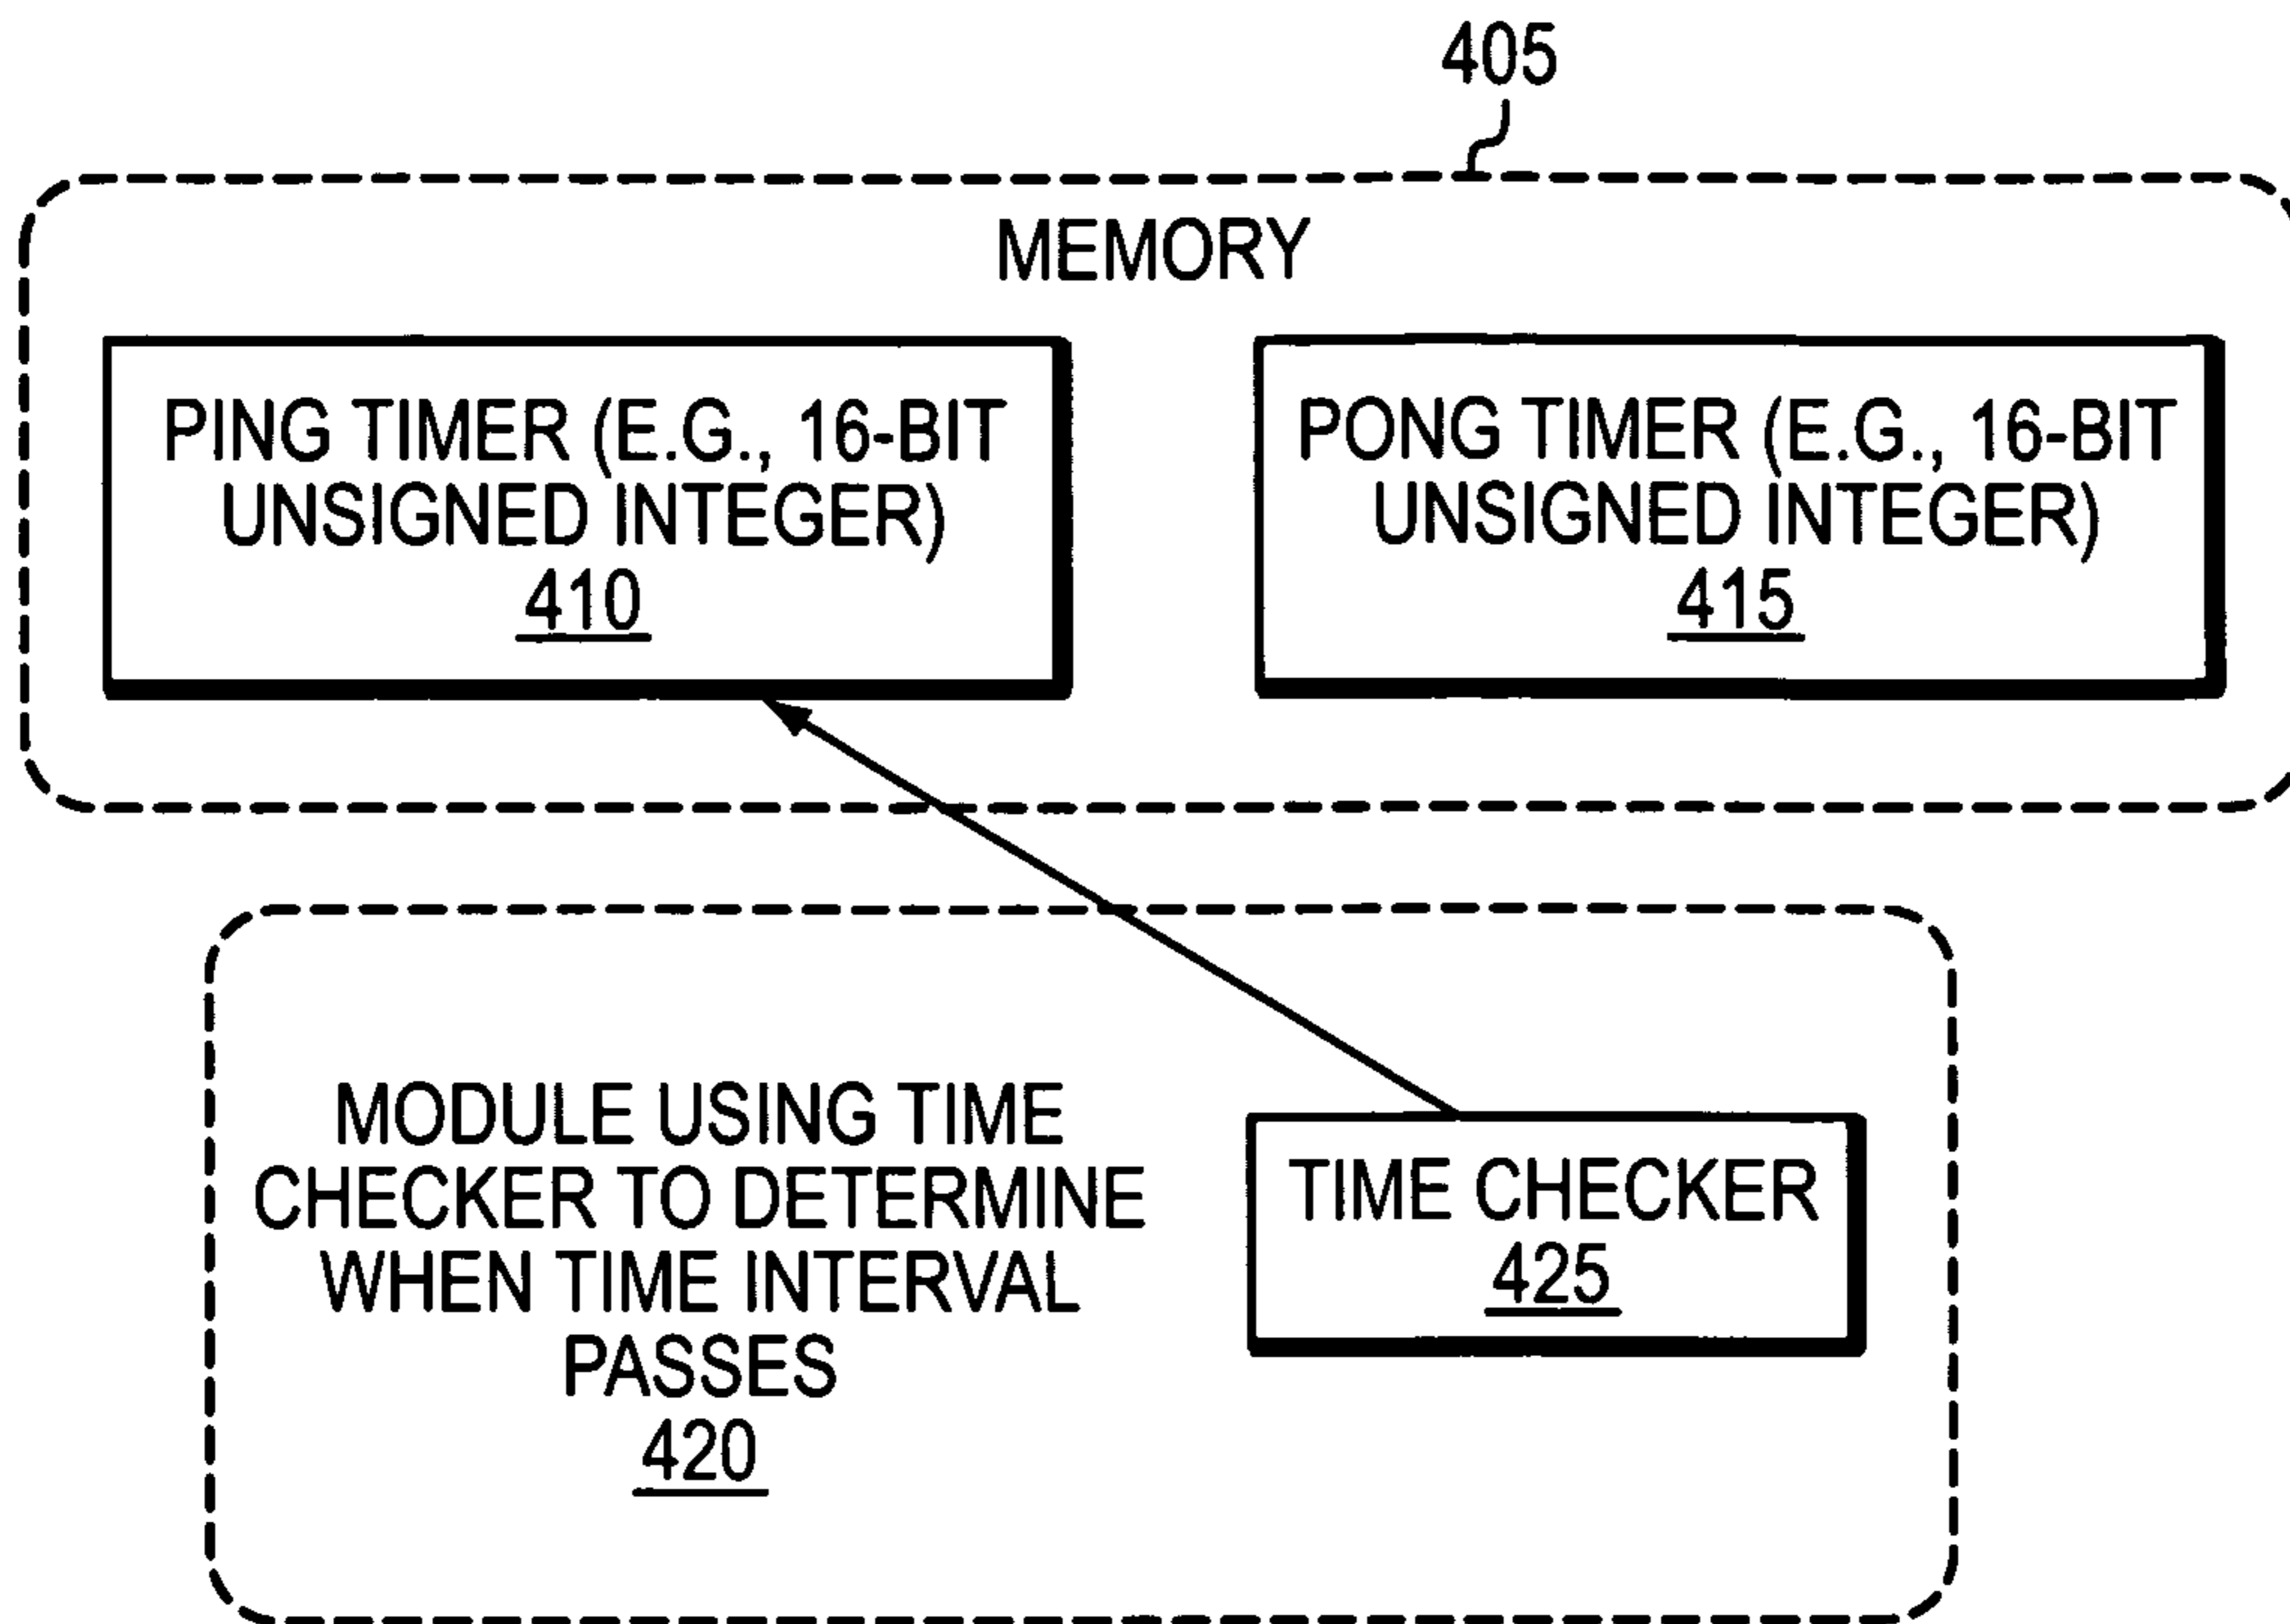 405
MEMORY
PING TIMER (E.G., 16-BIT
UNSIGNED INTEGER)
410
PONG TIMER (E.G., 16-BIT
UNSIGNED INTEGER)
415
MODULE USING TIME
CHECKER TO DETERMINE
WHEN TIME INTERVAL
PASSES
420
TIME CHECKER
425